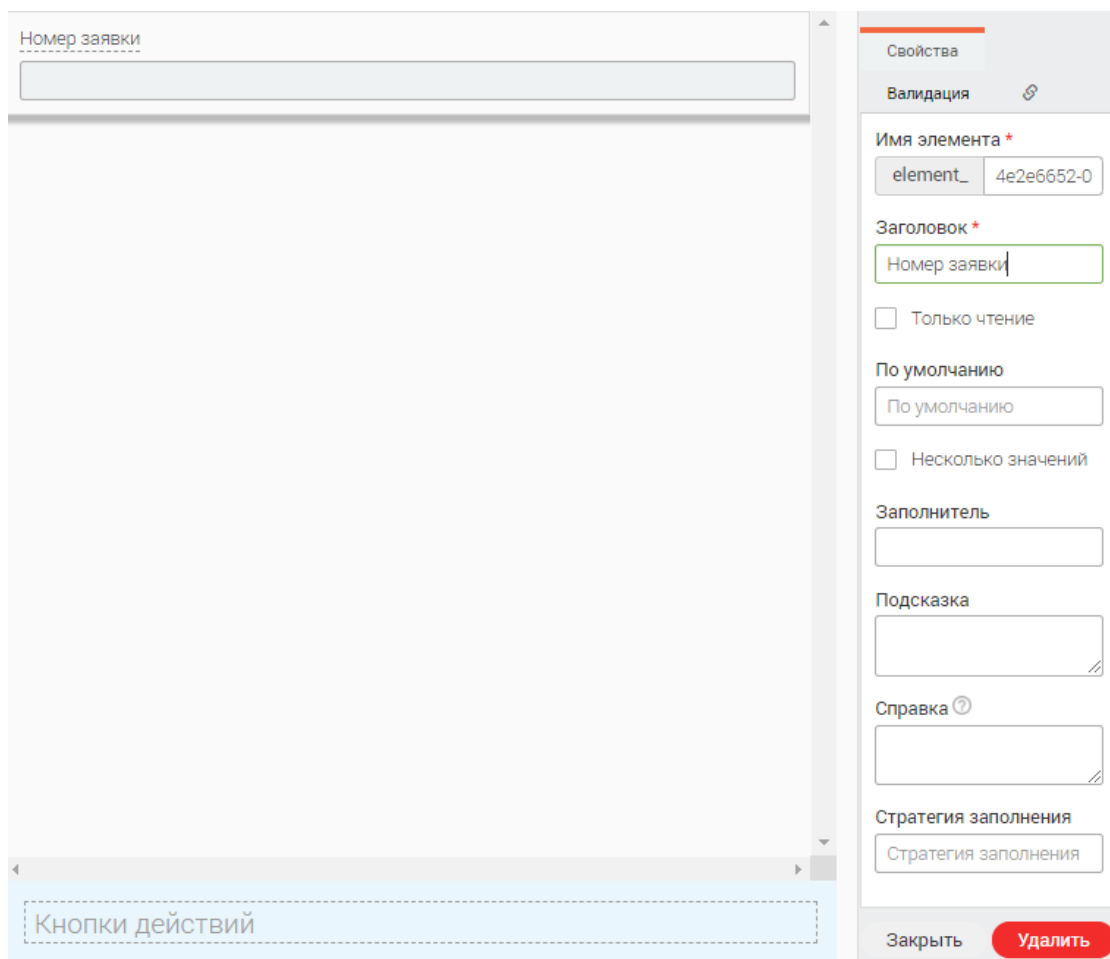 Номер заявки
Кнопки действий
Свойства
Валидация
Имя элемента *
element_ 4e2e6652-0
Заголовок *
Номер заявки
Только чтение
По умолчанию
По умолчанию
Несколько значений
Заполнитель
Подсказка
Справка ?
Стратегия заполнения
Стратегия заполнения
Закрыть Удалить